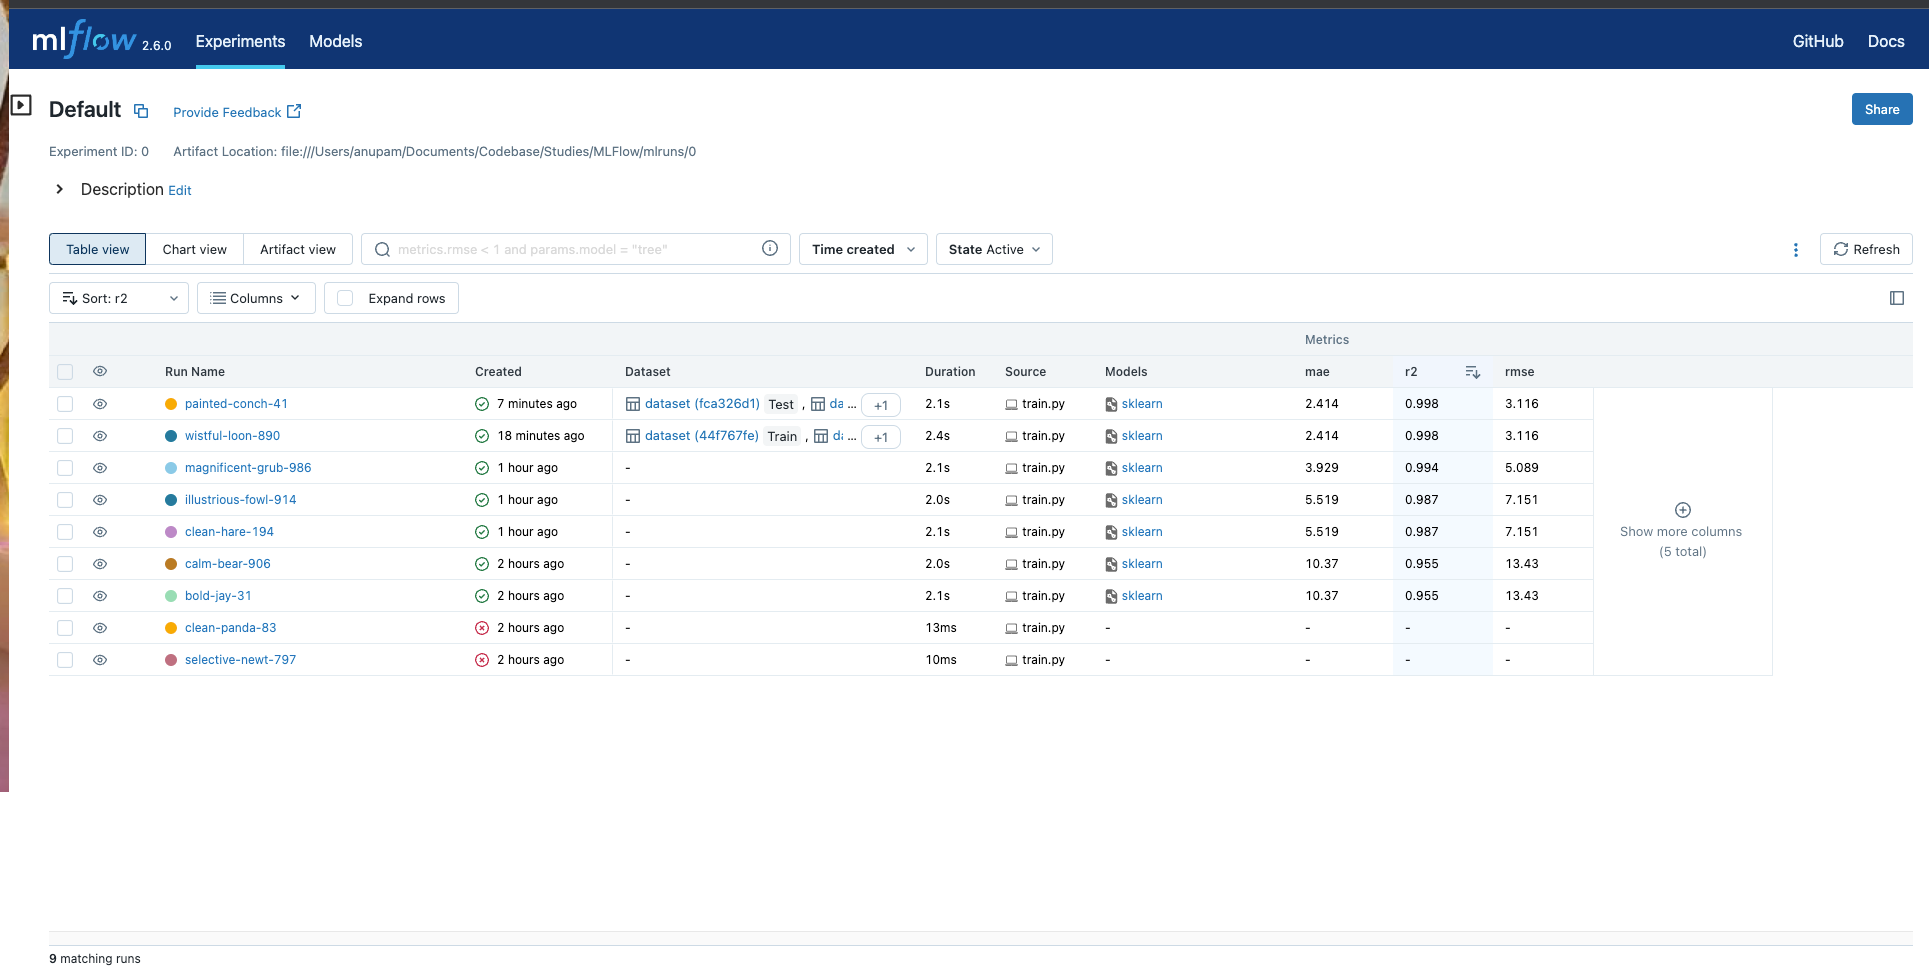 mlflow 2.6.0 Experiments Models GitHub Docs
Default Provide Feedback Share
Experiment ID: 0 Artifact Location: file:///Users/anupam/Documents/Codebase/Studies/MLFlow/mlruns/0
Description Edit
Table view Chart view Artifact view metrics.rmse < 1 and params.model = "tree" Time created State Active Refresh
Sort: r2 Columns Expand rows
Metrics
Run Name Created Dataset Duration Source Models mae r2 rmse
painted-conch-41 7 minutes ago dataset (fca326d1) Test , da ... +1 2.1s train.py sklearn 2.414 0.998 3.116
wistful-loon-890 18 minutes ago dataset (44f767fe) Train , da ... +1 2.4s train.py sklearn 2.414 0.998 3.116
magnificent-grub-986 1 hour ago - 2.1s train.py sklearn 3.929 0.994 5.089
illustrious-fowl-914 1 hour ago - 2.0s train.py sklearn 5.519 0.987 7.151
clean-hare-194 1 hour ago - 2.1s train.py sklearn 5.519 0.987 7.151
calm-bear-906 2 hours ago - 2.0s train.py sklearn 10.37 0.955 13.43
bold-jay-31 2 hours ago - 2.1s train.py sklearn 10.37 0.955 13.43
clean-panda-83 2 hours ago - 13ms train.py - - - -
selective-newt-797 2 hours ago - 10ms train.py - - - -
Show more columns
(5 total)
9 matching runs